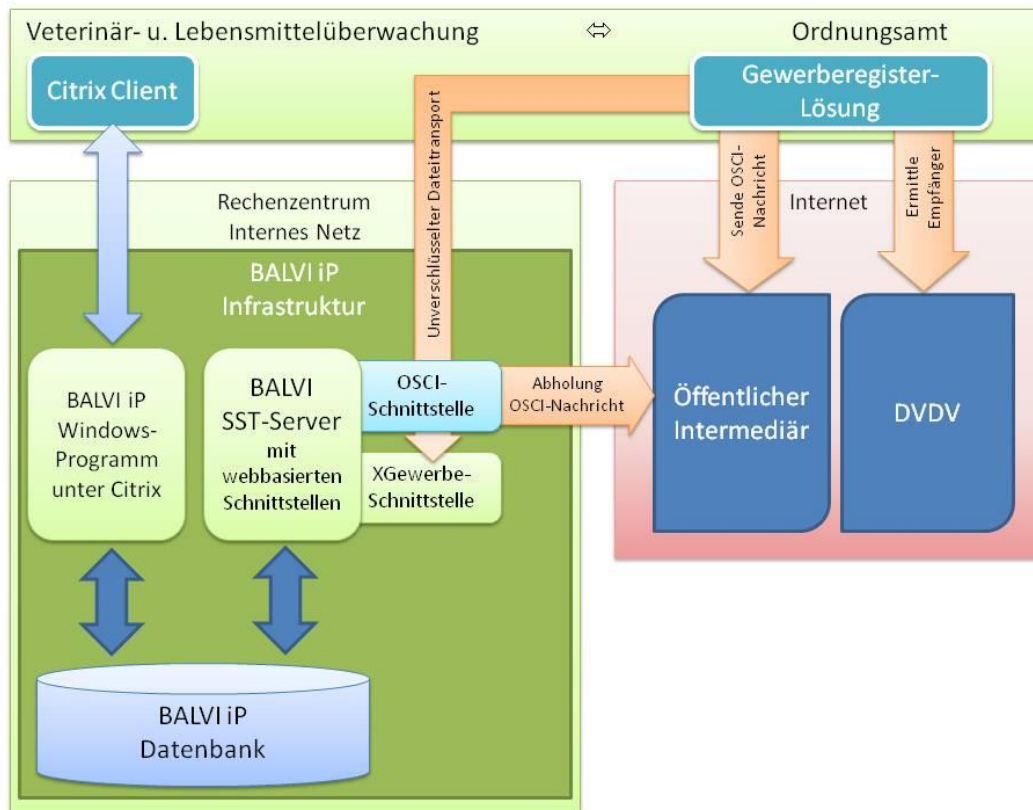 Veterinär- u. Lebensmittelüberwachung
⇔
Ordnungsamt
Citrix Client
Gewerberegister-
Lösung
Unverschlüsselter Dateitransport
Sende OSCI-
Nachricht
Ermittle
Empfänger
Rechenzentrum
Internes Netz
Internet
BALVI iP
Infrastruktur
BALVI iP
Windows-
Programm
unter Citrix
BALVI
SST-Server
mit
webbasierten
Schnittstellen
OSCI-
Schnittstelle
Abholung
OSCI-Nachricht
XGewerbe-
Schnittstelle
Öffentlicher
Intermediär
DVDV
BALVI iP
Datenbank